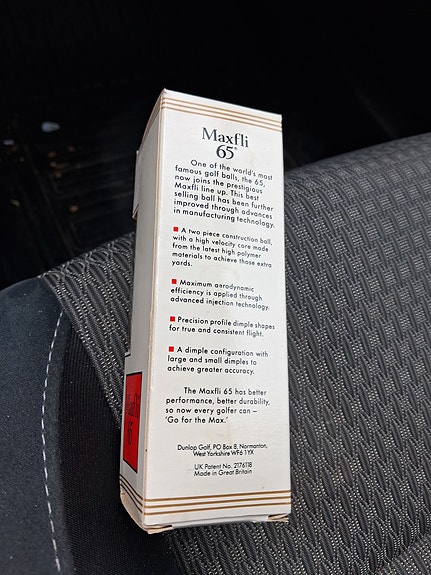 Maxfli
65®
One of the world's most
famous golf balls, the 65,
now joins the prestigious
Maxfli line up. This best
selling ball has been further
improved through advances
in manufacturing technology.
A two piece construction ball,
with a high velocity core made
from the latest high polymer
materials to achieve those extra
yards.
Maximum aerodynamic
efficiency is applied through
advanced injection technology.
Precision profile dimple shapes
for true and consistent flight.
A dimple configuration with
large and small dimples to
achieve greater accuracy.
The Maxfli 65 has better
performance, better durability,
so now every golfer can –
'Go for the Max.'
Dunlop Golf, PO Box 8, Normanton,
West Yorkshire WF6 1YX
UK Patent No. 2176118
Made in Great Britain